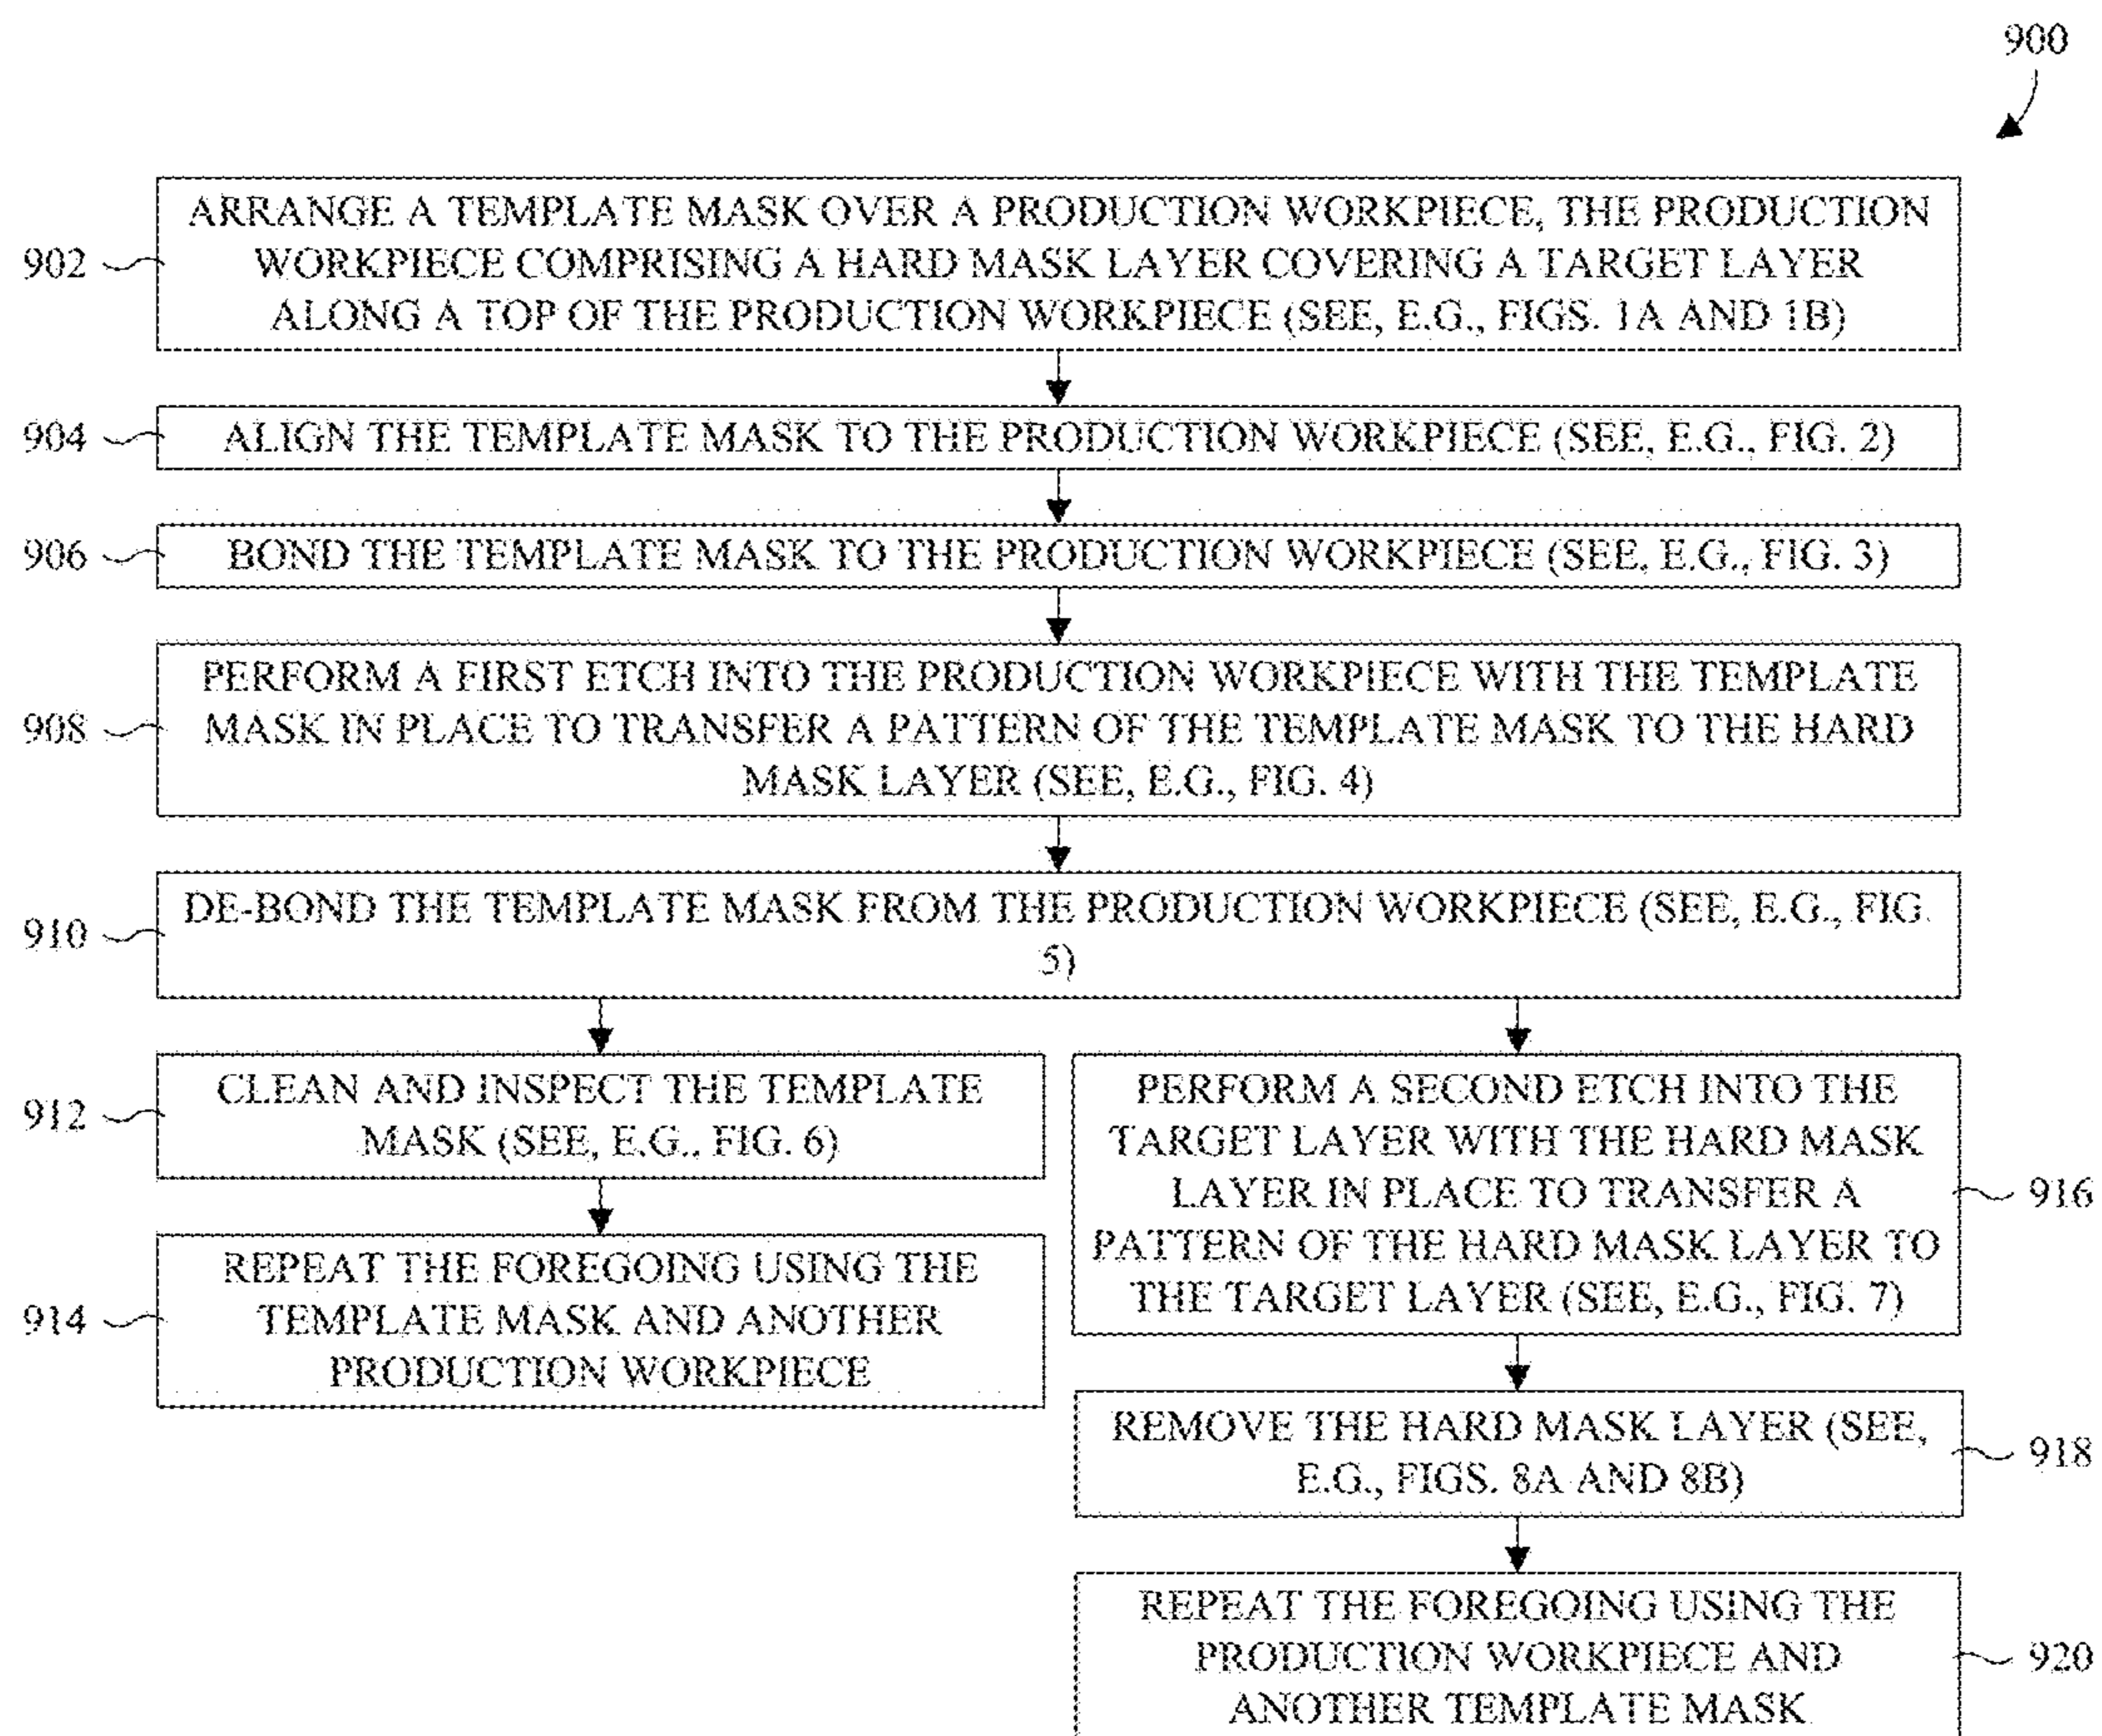 900
902
ARRANGE A TEMPLATE MASK OVER A PRODUCTION WORKPIECE, THE PRODUCTION
WORKPIECE COMPRISING A HARD MASK LAYER COVERING A TARGET LAYER
ALONG A TOP OF THE PRODUCTION WORKPIECE (SEE, E.G., FIGS. 1A AND 1B)
904
ALIGN THE TEMPLATE MASK TO THE PRODUCTION WORKPIECE (SEE, E.G., FIG. 2)
906
BOND THE TEMPLATE MASK TO THE PRODUCTION WORKPIECE (SEE, E.G., FIG. 3)
908
PERFORM A FIRST ETCH INTO THE PRODUCTION WORKPIECE WITH THE TEMPLATE
MASK IN PLACE TO TRANSFER A PATTERN OF THE TEMPLATE MASK TO THE HARD
MASK LAYER (SEE, E.G., FIG. 4)
910
DE-BOND THE TEMPLATE MASK FROM THE PRODUCTION WORKPIECE (SEE, E.G., FIG.
5)
912
CLEAN AND INSPECT THE TEMPLATE
MASK (SEE, E.G., FIG. 6)
914
REPEAT THE FOREGOING USING THE
TEMPLATE MASK AND ANOTHER
PRODUCTION WORKPIECE
PERFORM A SECOND ETCH INTO THE
TARGET LAYER WITH THE HARD MASK
LAYER IN PLACE TO TRANSFER A
PATTERN OF THE HARD MASK LAYER TO
THE TARGET LAYER (SEE, E.G., FIG. 7)
916
REMOVE THE HARD MASK LAYER (SEE,
E.G., FIGS. 8A AND 8B)
918
REPEAT THE FOREGOING USING THE
PRODUCTION WORKPIECE AND
ANOTHER TEMPLATE MASK
920